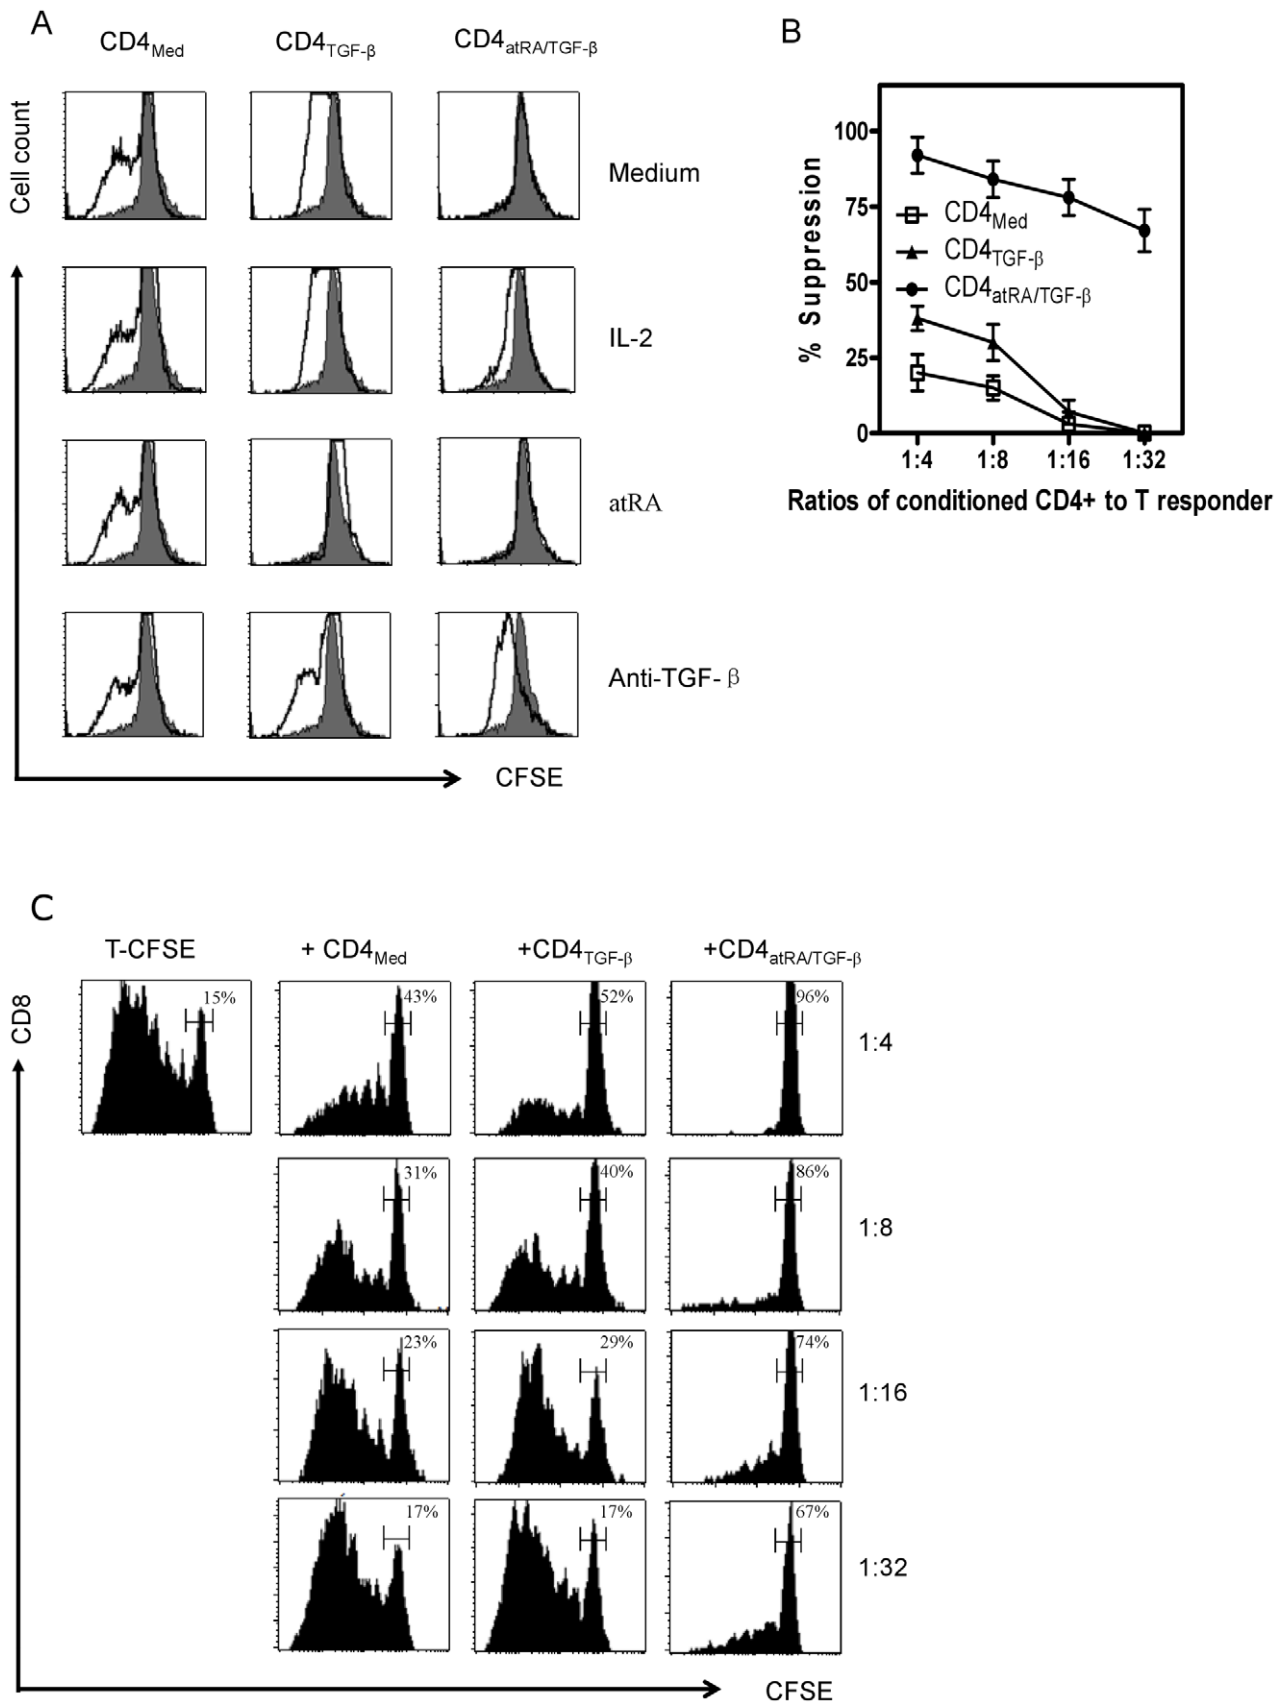 A
CD4Med
CD4TGF-β
CD4atRA/TGF-β
Cell count
Medium
IL-2
atRA
Anti-TGF-β
CFSE
B
% Suppression
100
75
50
25
0
CD4Med
CD4TGF-β
CD4atRA/TGF-β
1:4 1:8 1:16 1:32
Ratios of conditioned CD4+ to T responder
C
T-CFSE
+ CD4Med
+CD4TGF-β
+CD4atRA/TGF-β
CD8
15% 43% 52% 96%
1:4
31% 40% 86%
1:8
23% 29% 74%
1:16
17% 17% 67%
1:32
CFSE